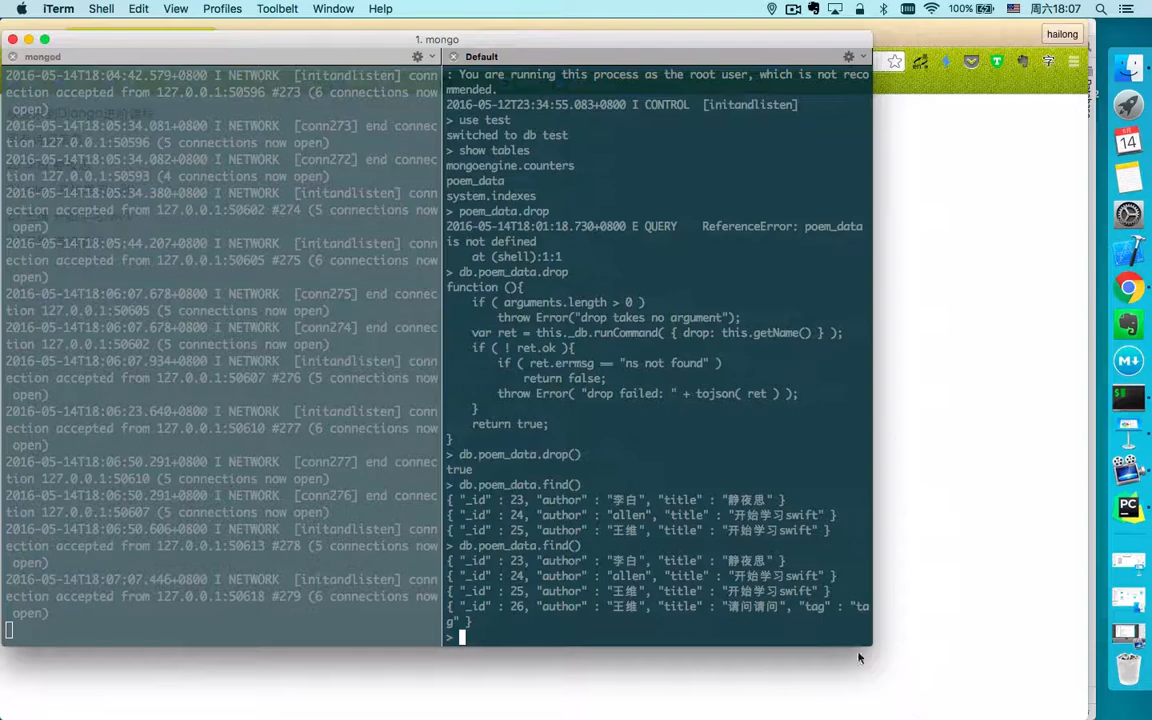 iTerm Shell Edit View Profiles Toolbelt Window Help 100% 周六18:07
1. mongo
hailong
mongod
Default
2016-05-14T18:04:42.579+0800 I NETWORK  [initandlisten] conn
ection accepted from 127.0.0.1:50596 #273 (6 connections now
open)
2016-05-14T18:05:34.081+0800 I NETWORK  [conn273] end connec
tion 127.0.0.1:50596 (5 connections now open)
2016-05-14T18:05:34.082+0800 I NETWORK  [conn272] end connec
tion 127.0.0.1:50593 (4 connections now open)
2016-05-14T18:05:34.380+0800 I NETWORK  [initandlisten] conn
ection accepted from 127.0.0.1:50602 #274 (5 connections now
open)
2016-05-14T18:05:44.207+0800 I NETWORK  [initandlisten] conn
ection accepted from 127.0.0.1:50605 #275 (6 connections now
open)
2016-05-14T18:06:07.678+0800 I NETWORK  [conn275] end connec
tion 127.0.0.1:50605 (5 connections now open)
2016-05-14T18:06:07.678+0800 I NETWORK  [conn274] end connec
tion 127.0.0.1:50602 (4 connections now open)
2016-05-14T18:06:07.934+0800 I NETWORK  [initandlisten] conn
ection accepted from 127.0.0.1:50607 #276 (5 connections now
open)
2016-05-14T18:06:23.640+0800 I NETWORK  [initandlisten] conn
ection accepted from 127.0.0.1:50610 #277 (6 connections now
open)
2016-05-14T18:06:50.291+0800 I NETWORK  [conn277] end connec
tion 127.0.0.1:50610 (5 connections now open)
2016-05-14T18:06:50.291+0800 I NETWORK  [conn276] end connec
tion 127.0.0.1:50607 (5 connections now open)
2016-05-14T18:06:50.606+0800 I NETWORK  [initandlisten] conn
ection accepted from 127.0.0.1:50613 #278 (5 connections now
open)
2016-05-14T18:07:07.446+0800 I NETWORK  [initandlisten] conn
ection accepted from 127.0.0.1:50618 #279 (6 connections now
open)
: You are running this process as the root user, which is not reco
mmended.
2016-05-12T23:34:55.083+0800 I CONTROL  [initandlisten]
> use test
switched to db test
> show tables
mongoengine.counters
poem_data
system.indexes
> poem_data.drop
2016-05-14T18:01:18.730+0800 E QUERY    ReferenceError: poem_data
is not defined
    at (shell):1:1
> db.poem_data.drop
function (){
    if ( arguments.length > 0 )
        throw Error("drop takes no argument");
    var ret = this._db.runCommand( { drop: this.getName() } );
    if ( ! ret.ok ){
        if ( ret.errmsg == "ns not found" )
            return false;
        throw Error( "drop failed: " + tojson( ret ) );
    }
    return true;
}
> db.poem_data.drop()
true
> db.poem_data.find()
{ "_id" : 23, "author" : "李白", "title" : "静夜思" }
{ "_id" : 24, "author" : "allen", "title" : "开始学习swift" }
{ "_id" : 25, "author" : "王维", "title" : "开始学习swift" }
> db.poem_data.find()
{ "_id" : 23, "author" : "李白", "title" : "静夜思" }
{ "_id" : 24, "author" : "allen", "title" : "开始学习swift" }
{ "_id" : 25, "author" : "王维", "title" : "开始学习swift" }
{ "_id" : 26, "author" : "王维", "title" : "请问请问", "tag" : "ta
g" }
>